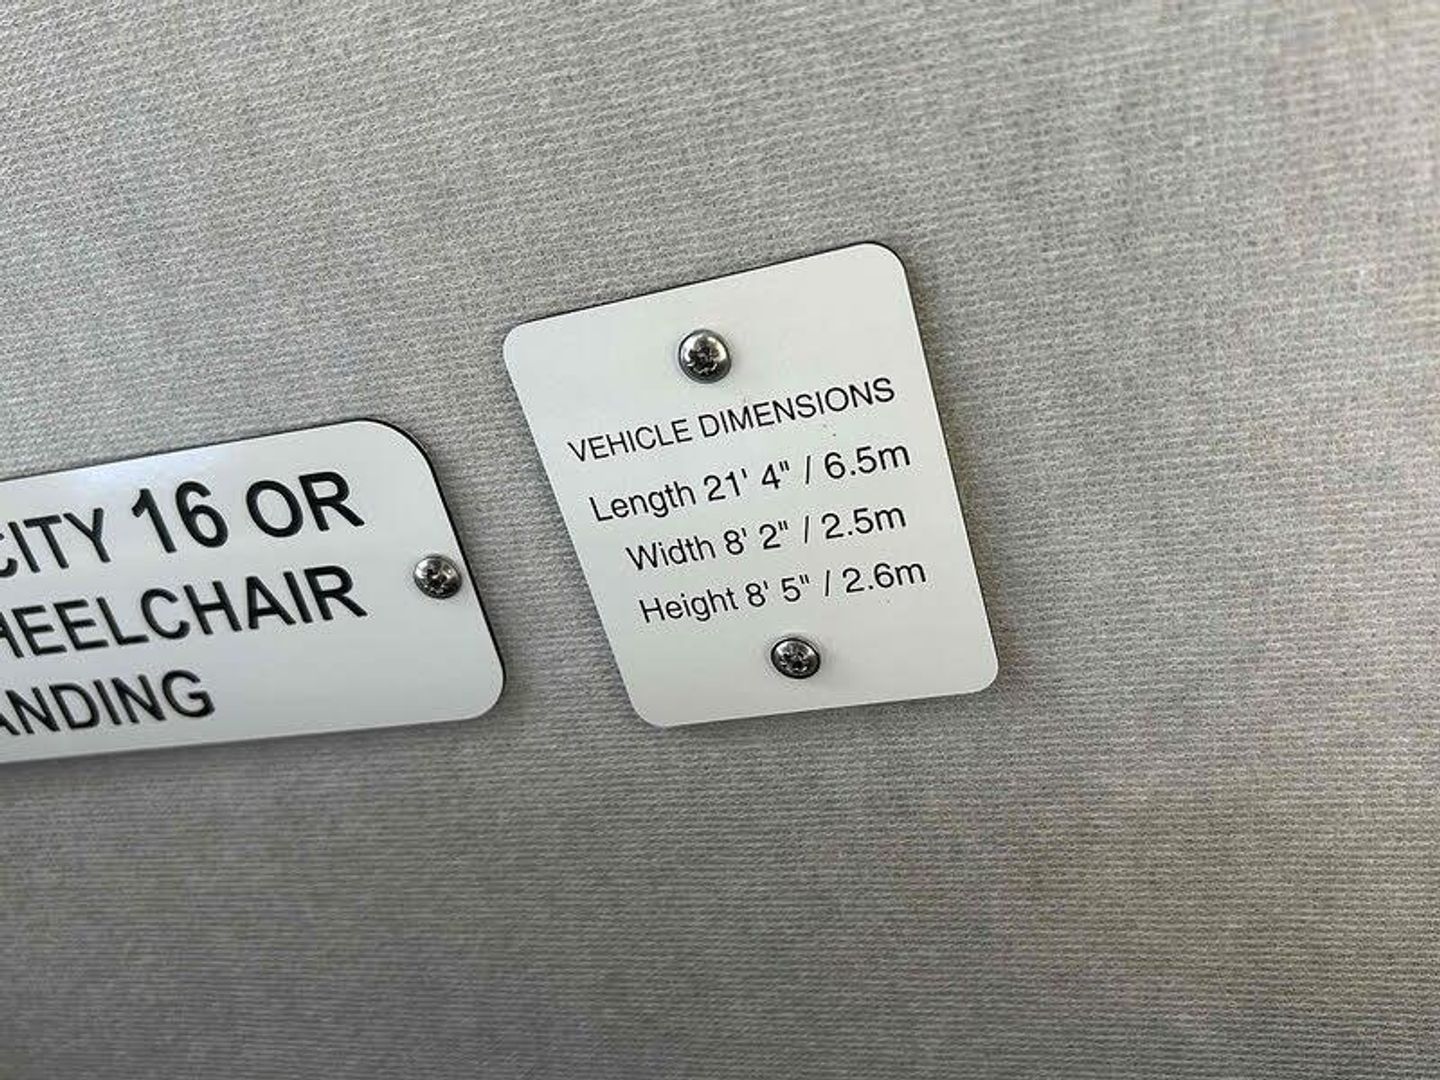 CITY 16 OR
HEELCHAIR
ANDING
VEHICLE DIMENSIONS
Length 21' 4" / 6.5m
Width 8' 2" / 2.5m
Height 8' 5" / 2.6m